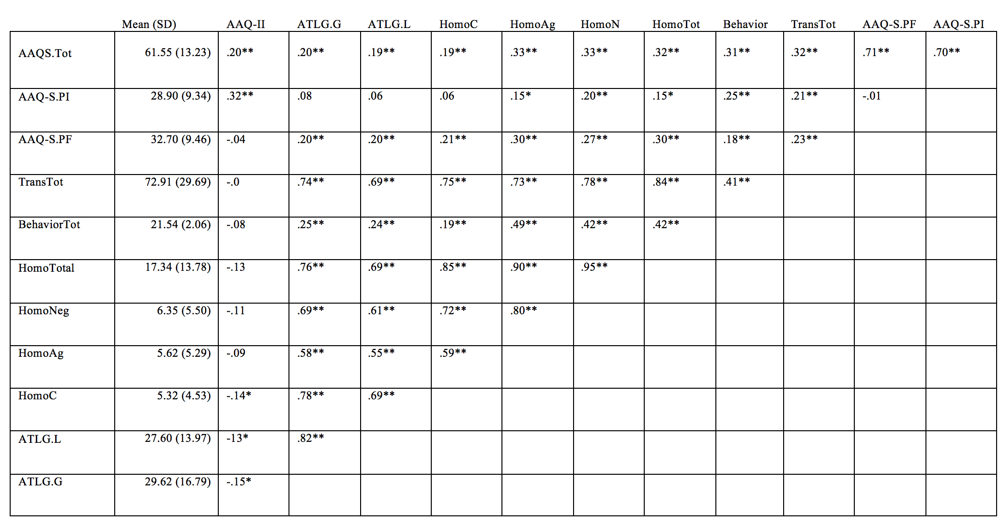 Mean (SD) AAQ-II ATLG.G ATLG.L HomoC HomoAg HomoN HomoTot Behavior TransTot AAQ-S.PF AAQ-S.PI
AAQS.Tot 61.55 (13.23) .20** .20** .19** .19** .33** .33** .32** .31** .32** .71** .70**
AAQ-S.PI 28.90 (9.34) .32** .08 .06 .06 .15* .20** .15* .25** .21** -.01
AAQ-S.PF 32.70 (9.46) -.04 .20** .20** .21** .30** .27** .30** .18** .23**
TransTot 72.91 (29.69) -.0 .74** .69** .75** .73** .78** .84** .41**
BehaviorTot 21.54 (2.06) -.08 .25** .24** .19** .49** .42** .42**
HomoTotal 17.34 (13.78) -.13 .76** .69** .85** .90** .95**
HomoNeg 6.35 (5.50) -.11 .69** .61** .72** .80**
HomoAg 5.62 (5.29) -.09 .58** .55** .59**
HomoC 5.32 (4.53) -.14* .78** .69**
ATLG.L 27.60 (13.97) -13* .82**
ATLG.G 29.62 (16.79) -.15*